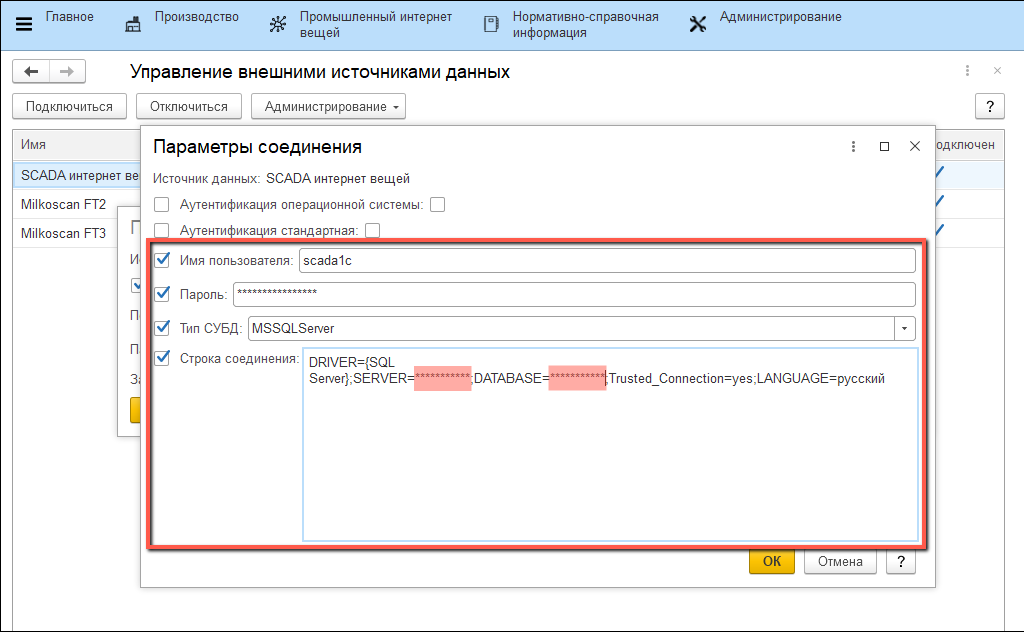 Главное
Производство
Промышленный интернет
вещей
Нормативно-справочная
информация
Администрирование
Управление внешними источниками данных
Подключиться
Отключиться
Администрирование
?
Имя
одключен
SCADA интернет ве
Milkoscan FT2
Milkoscan FT3
Параметры соединения
Источник данных: SCADA интернет вещей
Аутентификация операционной системы:
Аутентификация стандартная:
Имя пользователя: scada1c
Пароль: ****************
Тип СУБД: MSSQLServer
Строка соединения: DRIVER={SQL
Server};SERVER=***********;DATABASE=***********;Trusted_Connection=yes;LANGUAGE=русский
ОК
Отмена
?